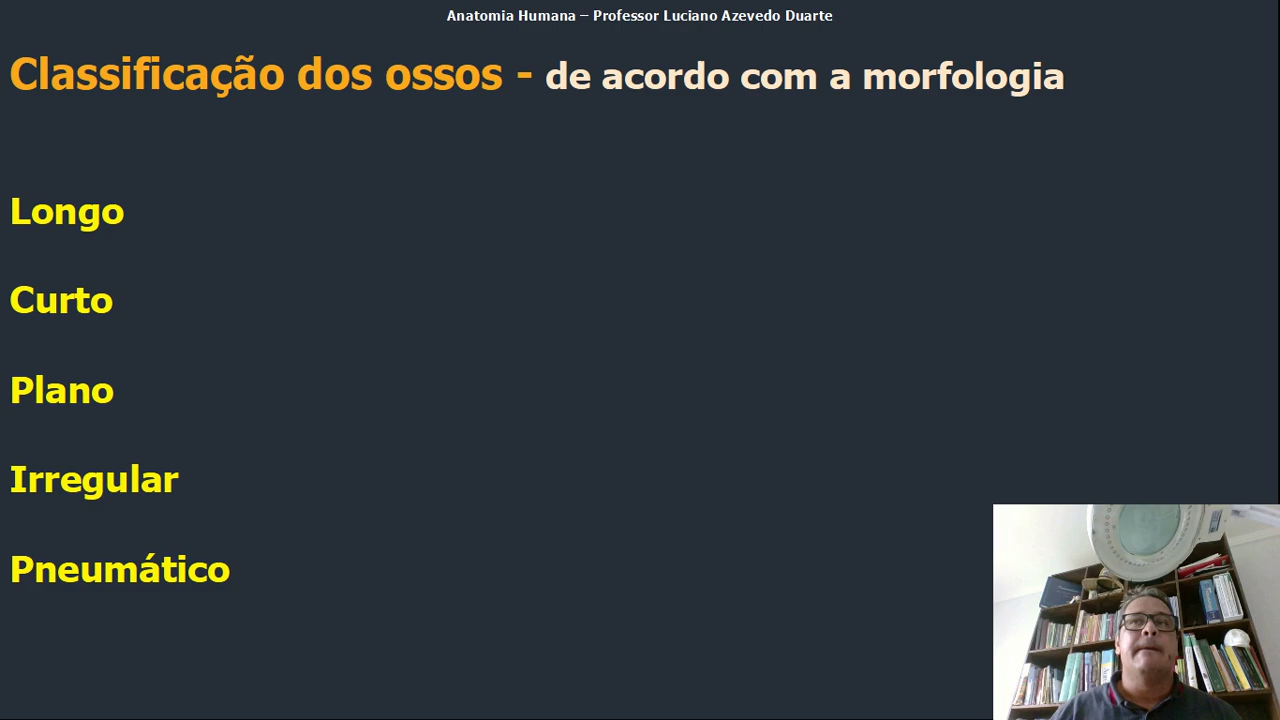 Anatomia Humana – Professor Luciano Azevedo Duarte
Classificação dos ossos - de acordo com a morfologia
Longo
Curto
Plano
Irregular
Pneumático